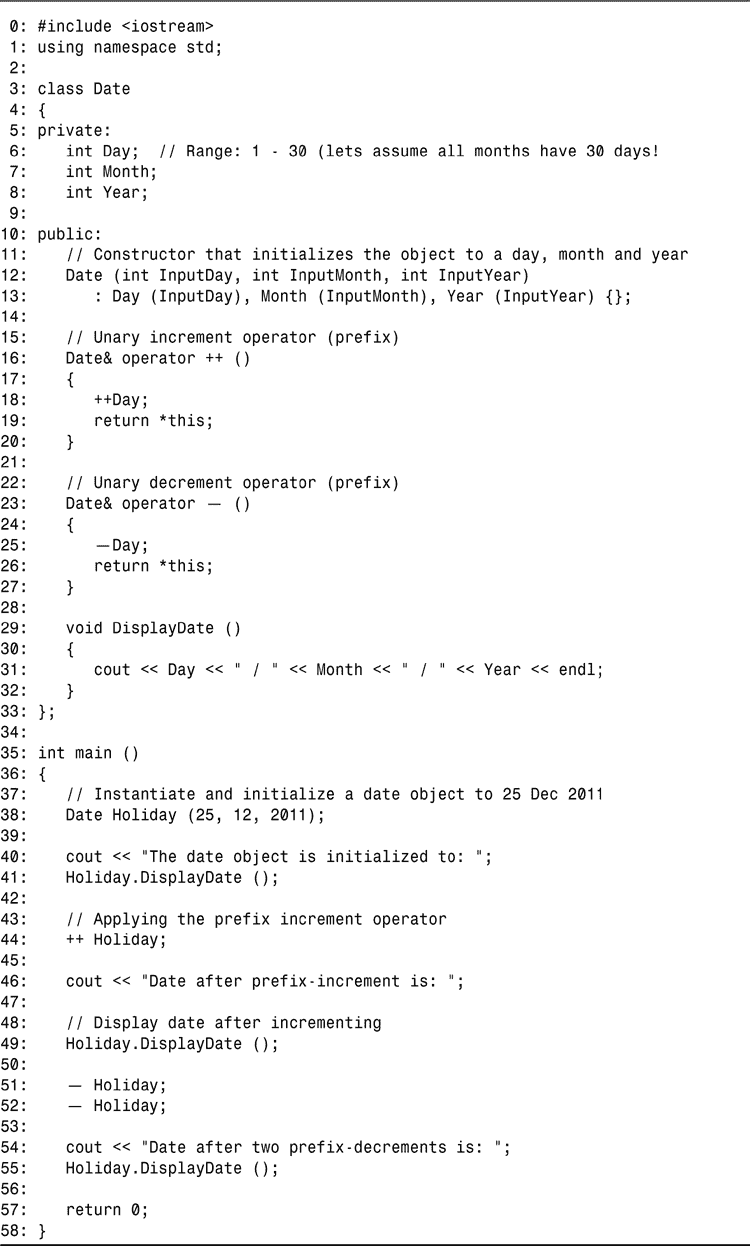 0: #include <iostream>
1: using namespace std;
2:
3: class Date
4: {
5: private:
6:    int Day;  // Range: 1 - 30 (lets assume all months have 30 days!
7:    int Month;
8:    int Year;
9:
10: public:
11:    // Constructor that initializes the object to a day, month and year
12:    Date (int InputDay, int InputMonth, int InputYear)
13:       : Day (InputDay), Month (InputMonth), Year (InputYear) {};
14:
15:    // Unary increment operator (prefix)
16:    Date& operator ++ ()
17:    {
18:       ++Day;
19:       return *this;
20:    }
21:
22:    // Unary decrement operator (prefix)
23:    Date& operator — ()
24:    {
25:       —Day;
26:       return *this;
27:    }
28:
29:    void DisplayDate ()
30:    {
31:       cout << Day << " / " << Month << " / " << Year << endl;
32:    }
33: };
34:
35: int main ()
36: {
37:    // Instantiate and initialize a date object to 25 Dec 2011
38:    Date Holiday (25, 12, 2011);
39:
40:    cout << "The date object is initialized to: ";
41:    Holiday.DisplayDate ();
42:
43:    // Applying the prefix increment operator
44:    ++ Holiday;
45:
46:    cout << "Date after prefix-increment is: ";
47:
48:    // Display date after incrementing
49:    Holiday.DisplayDate ();
50:
51:    — Holiday;
52:    — Holiday;
53:
54:    cout << "Date after two prefix-decrements is: ";
55:    Holiday.DisplayDate ();
56:
57:    return 0;
58: }